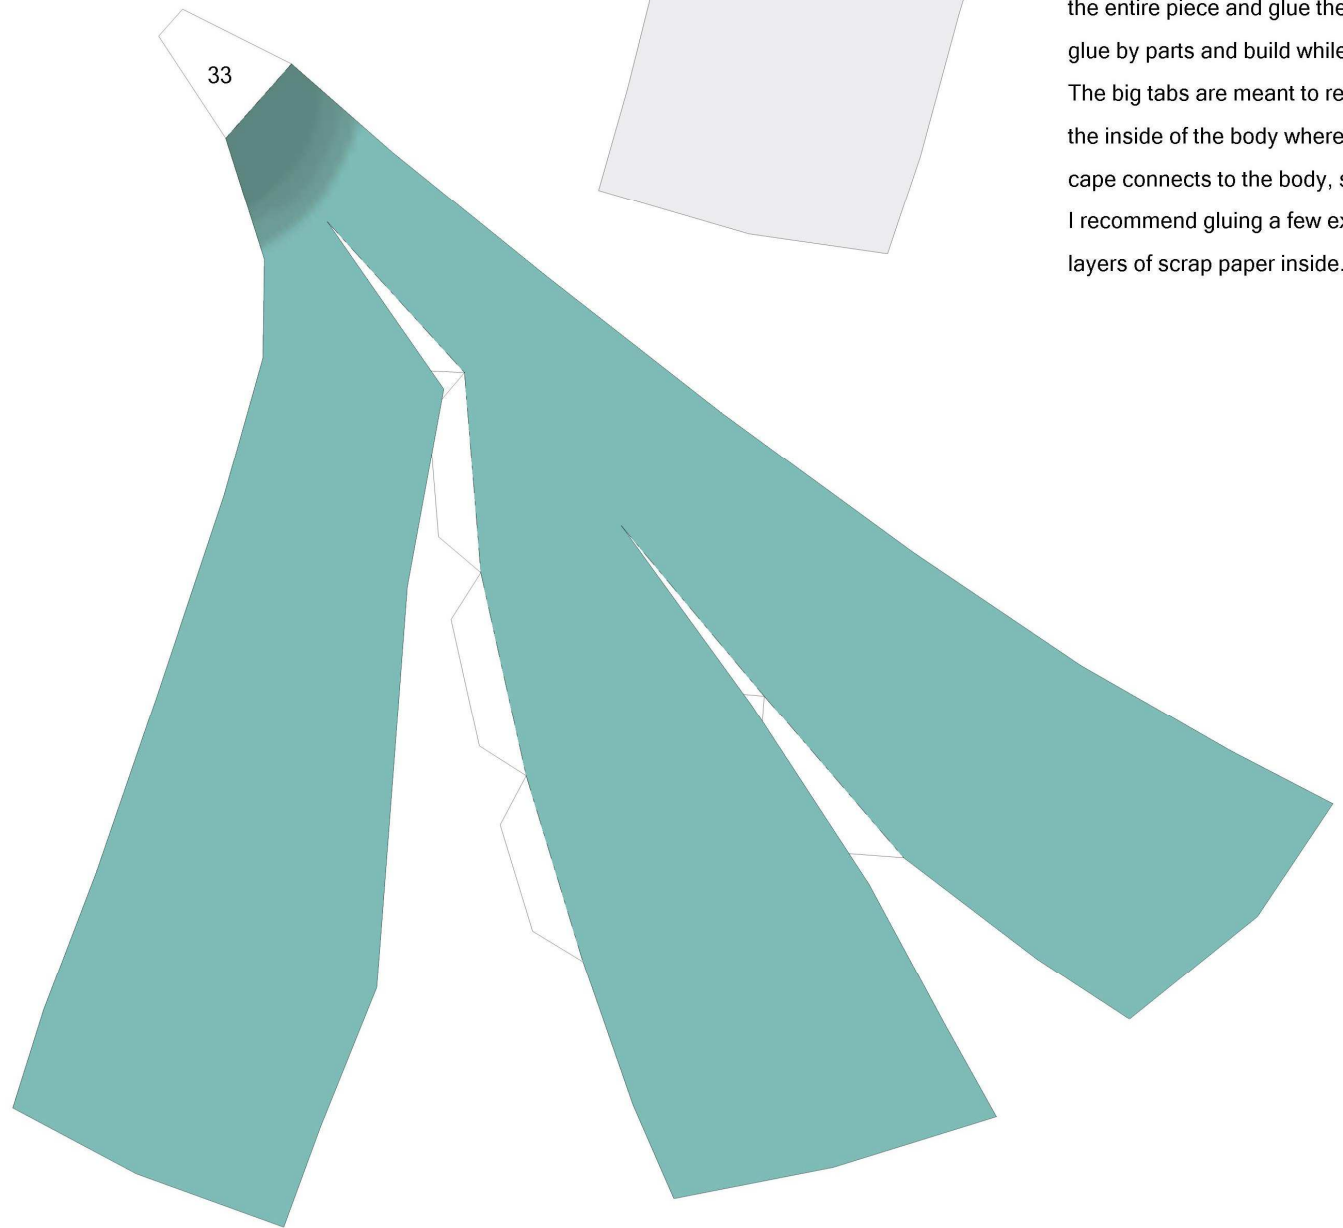 33
the entire piece and glue the
glue by parts and build while
The big tabs are meant to
the inside of the body where
cape connects to the body,
I recommend gluing a few
layers of scrap paper inside.